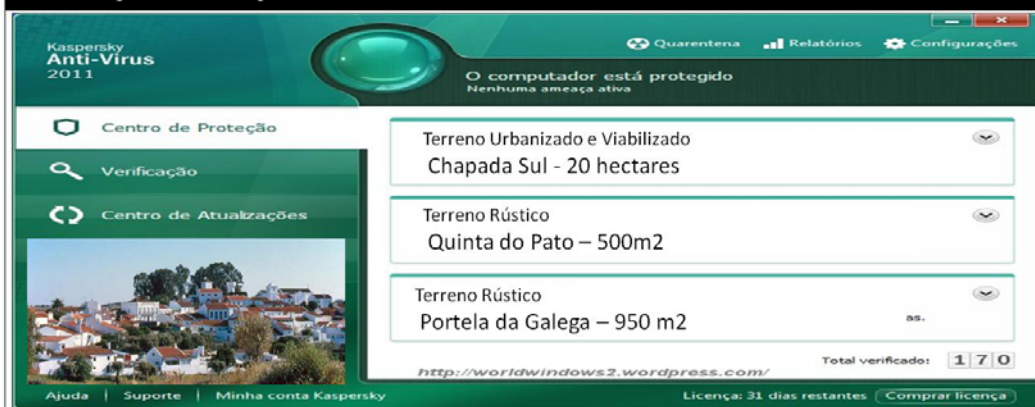 Kaspersky
Anti-Virus
2011
Quarentena
Relatórios
Configurações
O computador está protegido
Nenhuma ameaça ativa
Centro de Proteção
Verificação
Centro de Atualizações
Terreno Urbanizado e Viabilizado
Chapada Sul - 20 hectares
Terreno Rústico
Quinta do Pato – 500m2
Terreno Rústico
Portela da Galega – 950 m2
as.
Total verificado: 170
http://worldwindows2.wordpress.com/
Ajuda | Suporte | Minha conta Kaspersky
Licença: 31 dias restantes
Comprar licença